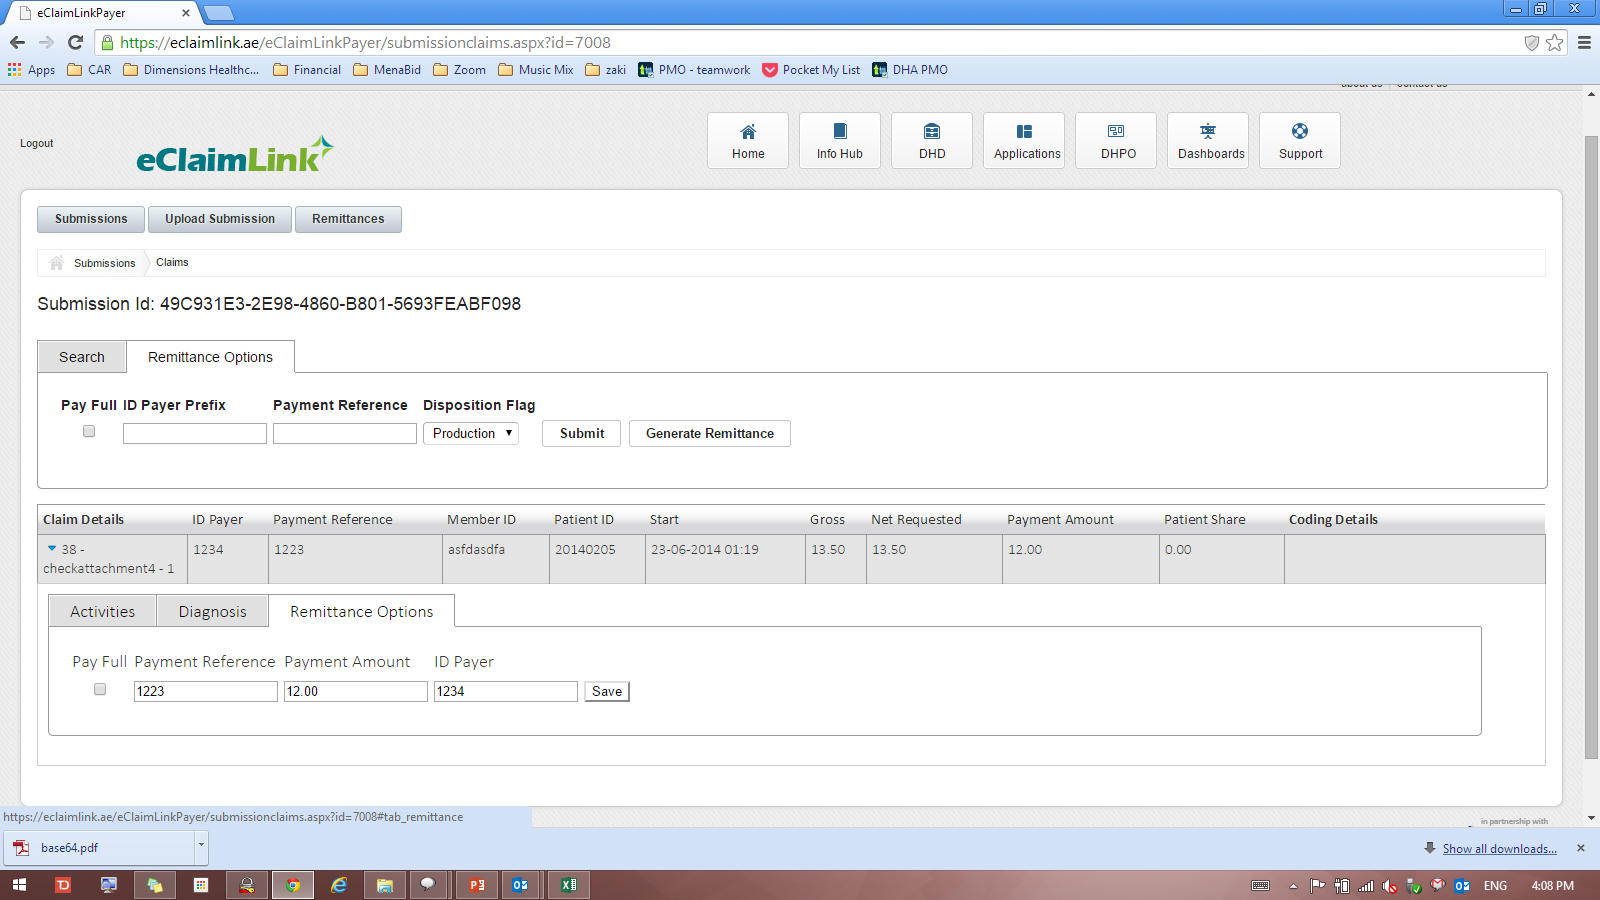 eClaimLinkPayer
https://eclaimlink.ae/eClaimLinkPayer/submissionclaims.aspx?id=7008
Apps CAR Dimensions Healthc... Financial MenaBid Zoom Music Mix zaki PMO - teamwork Pocket My List DHA PMO
about us contact us
Logout
eClaimLink
Home Info Hub DHD Applications DHPO Dashboards Support
Submissions Upload Submission Remittances
Submissions Claims
Submission Id: 49C931E3-2E98-4860-B801-5693FEABF098
Search Remittance Options
Pay Full ID Payer Prefix Payment Reference Disposition Flag
Production Submit Generate Remittance
Claim Details ID Payer Payment Reference Member ID Patient ID Start Gross Net Requested Payment Amount Patient Share Coding Details
38 - 1234 1223 asfdasdfa 20140205 23-06-2014 01:19 13.50 13.50 12.00 0.00
checkattachment4 - 1
Activities Diagnosis Remittance Options
Pay Full Payment Reference Payment Amount ID Payer
1223 12.00 1234 Save
https://eclaimlink.ae/eClaimLinkPayer/submissionclaims.aspx?id=7008#tab_remittance
in partnership with
base64.pdf Show all downloads...
ENG 4:08 PM